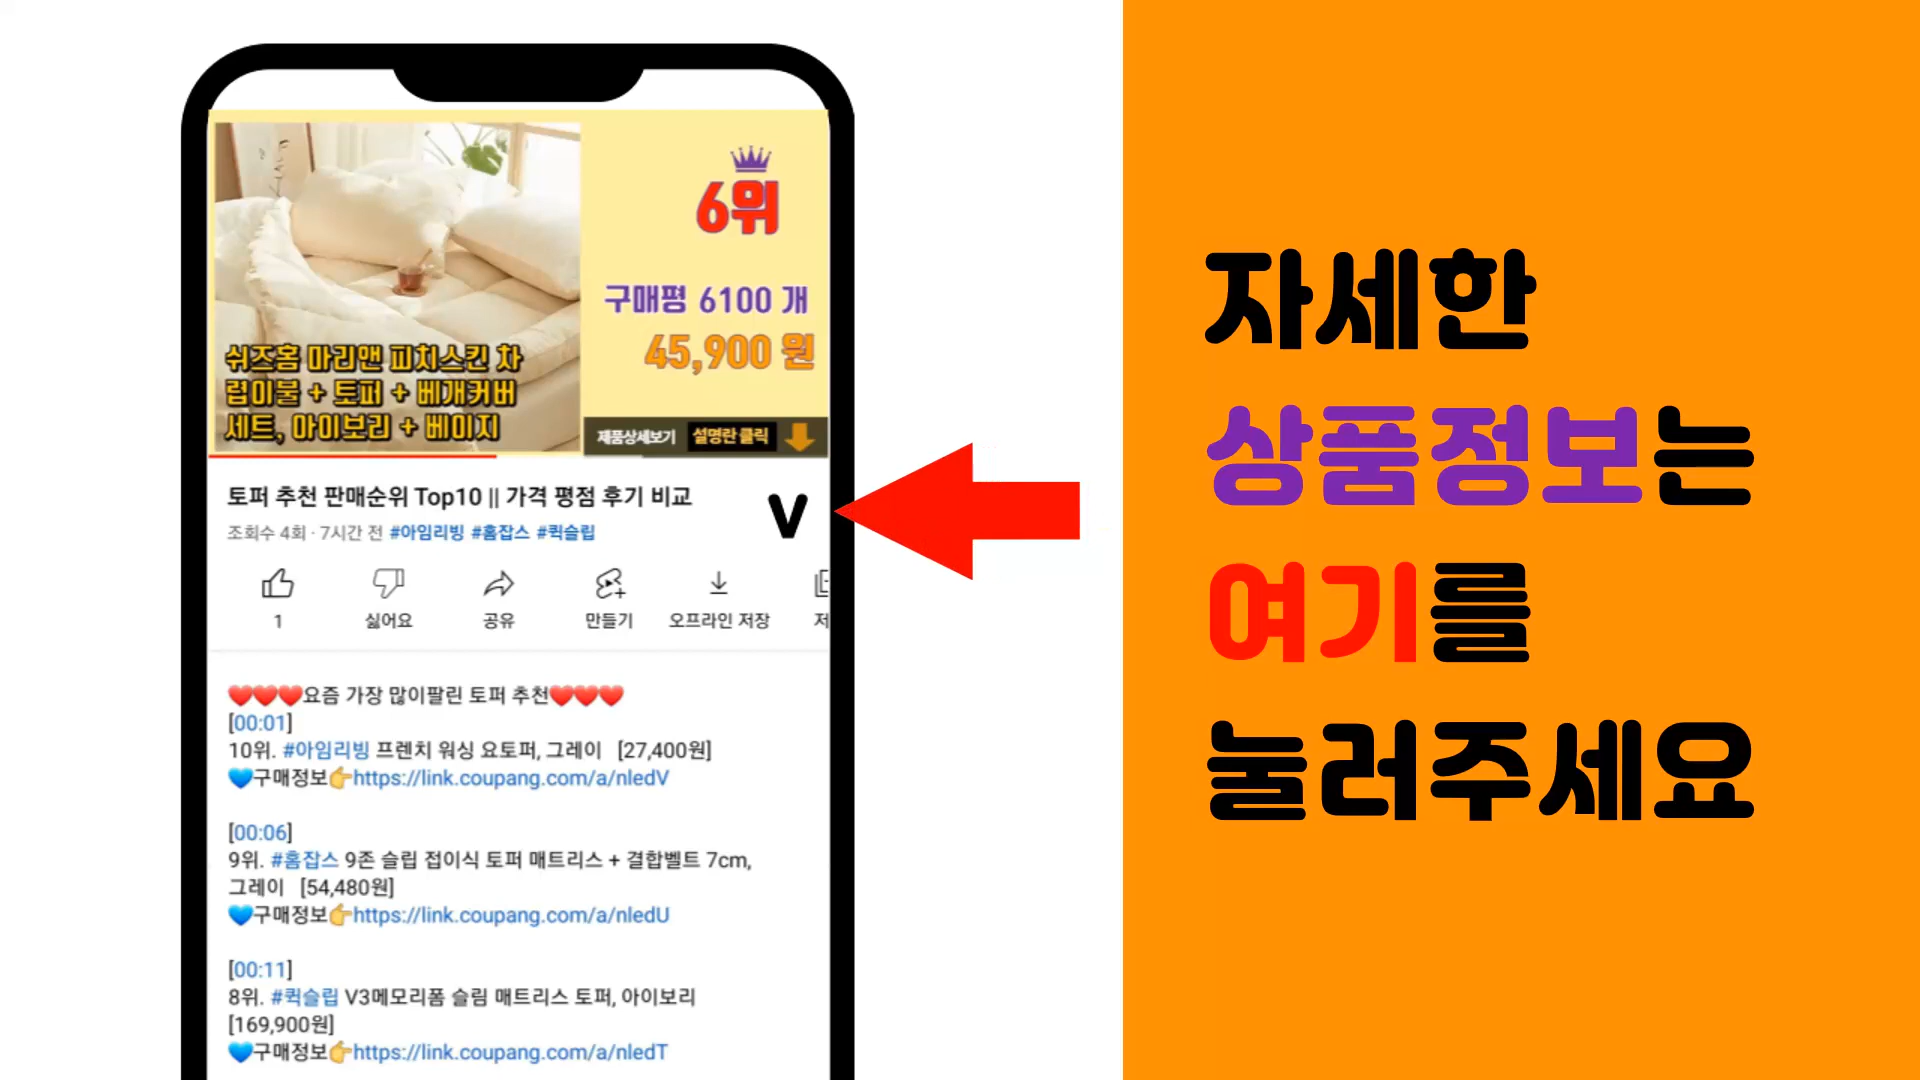 6위
구매평 6100 개
45,900 원
쉬즈홈 마리앤 피치스킨 차
렵이불 + 토퍼 + 베개커버
세트, 아이보리 + 베이지
제품상세보기 설명란 클릭
토퍼 추천 판매순위 Top10 || 가격 평점 후기 비교
V
조회수 4회 · 7시간 전 #아임리빙 #홈잡스 #퀵슬립
1 싫어요 공유 만들기 오프라인 저장 저
❤️❤️❤️요즘 가장 많이팔린 토퍼 추천❤️❤️❤️
[00:01]
10위. #아임리빙 프렌치 워싱 요토퍼, 그레이 [27,400원]
💙구매정보👉https://link.coupang.com/a/nledV
[00:06]
9위. #홈잡스 9존 슬립 접이식 토퍼 매트리스 + 결합벨트 7cm,
그레이 [54,480원]
💙구매정보👉https://link.coupang.com/a/nledU
[00:11]
8위. #퀵슬립 V3메모리폼 슬림 매트리스 토퍼, 아이보리
[169,900원]
💙구매정보👉https://link.coupang.com/a/nledT
자세한
상품정보는
여기를
눌러주세요